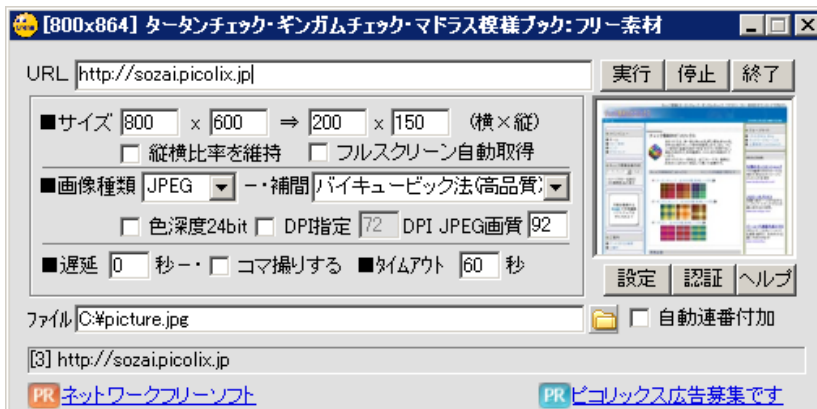 [800x864] タータンチェック・ギンガムチェック・マドラス模様ブック：フリー素材
URL http://sozai.picolix.jp 実行 停止 終了
■サイズ 800 x 600 ⇒ 200 x 150 (横×縦)
縦横比率を維持 フルスクリーン自動取得
■画像種類 JPEG －・補間 バイキュービック法(高品質)
色深度24bit DPI指定 72 DPI JPEG画質 92
■遅延 0 秒－・ コマ撮りする ■タイムアウト 60 秒
設定 認証 ヘルプ
ファイル C:¥picture.jpg 自動連番付加
[3] http://sozai.picolix.jp
PR ネットワークフリーソフト PR ピコリックス広告募集です